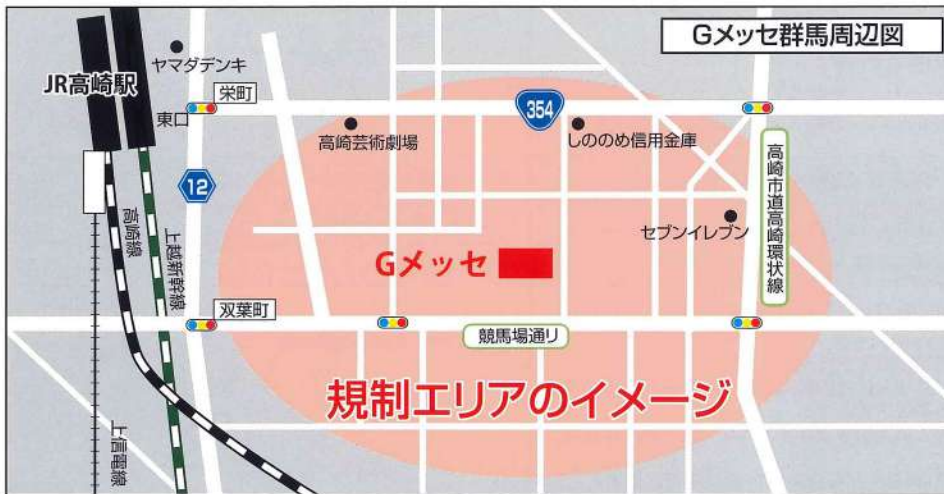 Gメッセ群馬周辺図
ヤマダデンキ
JR高崎駅
栄町
東口
354
高崎芸術劇場
しののめ信用金庫
高崎市道高崎環状線
12
セブンイレブン
高崎線
上越新幹線
Gメッセ
双葉町
競馬場通り
規制エリアのイメージ
上信電線